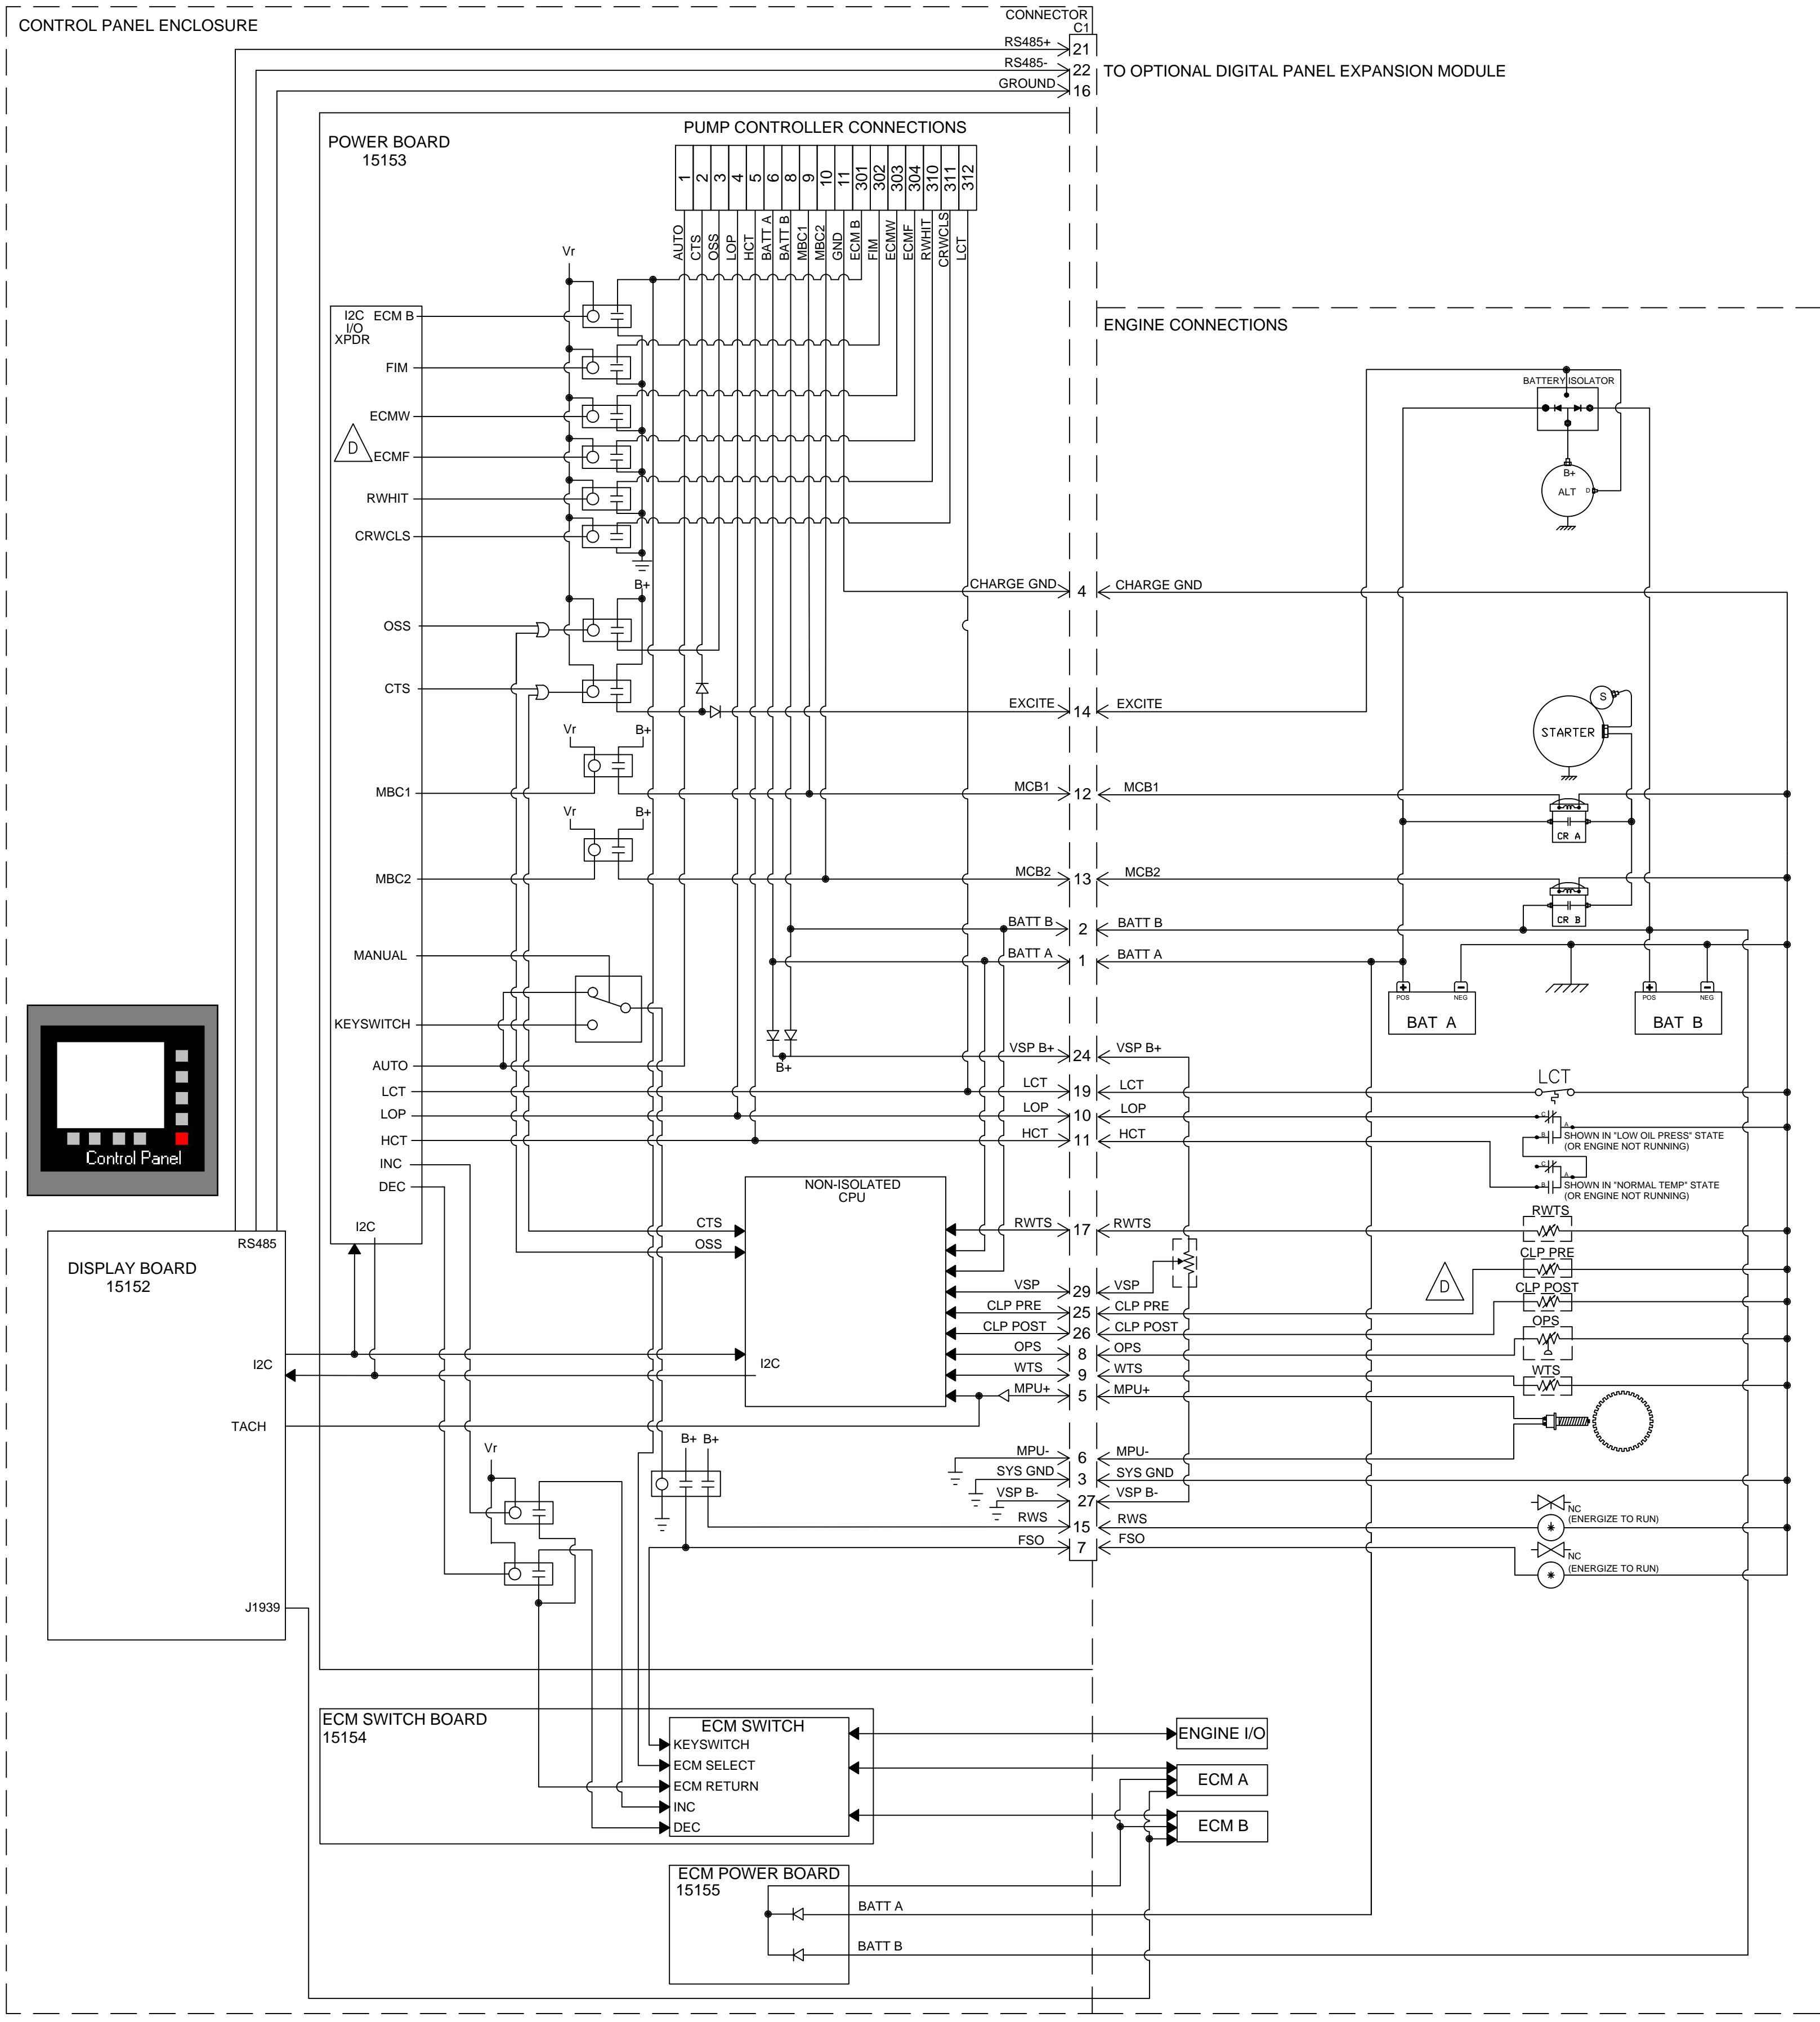 CONTROL PANEL ENCLOSURE
CONNECTOR
C1
RS485+
21
RS485-
22
TO OPTIONAL DIGITAL PANEL EXPANSION MODULE
GROUND
16
POWER BOARD
15153
PUMP CONTROLLER CONNECTIONS
1
2
3
4
5
6
8
9
10
11
301
302
303
304
310
311
312
AUTO
CTS
OSS
LOP
HCT
BATT A
BATT B
MBC1
MBC2
GND
ECM B
FIM
ECMW
ECMF
RWHIT
CRWCLS
LCT
Vr
I2C
I/O
XPDR
ECM B
FIM
ECMW
D
ECMF
RWHIT
CRWCLS
B+
OSS
CTS
Vr
B+
MBC1
Vr
B+
MBC2
MANUAL
KEYSWITCH
AUTO
LCT
LOP
HCT
INC
DEC
I2C
B+
ENGINE CONNECTIONS
BATTERY ISOLATOR
B+
ALT
D
CHARGE GND
4
CHARGE GND
EXCITE
14
EXCITE
S
STARTER
MCB1
12
MCB1
CR A
MCB2
13
MCB2
CR B
BATT B
2
BATT B
BATT A
1
BATT A
POS
NEG
BAT A
POS
NEG
BAT B
VSP B+
24
VSP B+
LCT
19
LCT
LCT
LOP
10
LOP
C
A
B
SHOWN IN "LOW OIL PRESS" STATE
(OR ENGINE NOT RUNNING)
HCT
11
HCT
C
A
B
SHOWN IN "NORMAL TEMP" STATE
(OR ENGINE NOT RUNNING)
Control Panel
NON-ISOLATED
CPU
CTS
OSS
I2C
RWTS
17
RWTS
RWTS
VSP
29
VSP
D
CLP PRE
CLP PRE
25
CLP PRE
CLP POST
CLP POST
26
CLP POST
OPS
OPS
8
OPS
WTS
WTS
9
WTS
MPU+
5
MPU+
DISPLAY BOARD
15152
RS485
I2C
TACH
J1939
Vr
B+ B+
MPU-
6
MPU-
SYS GND
3
SYS GND
VSP B-
27
VSP B-
RWS
15
RWS
NC
(ENERGIZE TO RUN)
FSO
7
FSO
NC
(ENERGIZE TO RUN)
ECM SWITCH BOARD
15154
ECM SWITCH
KEYSWITCH
ECM SELECT
ECM RETURN
INC
DEC
ENGINE I/O
ECM A
ECM B
ECM POWER BOARD
15155
BATT A
BATT B